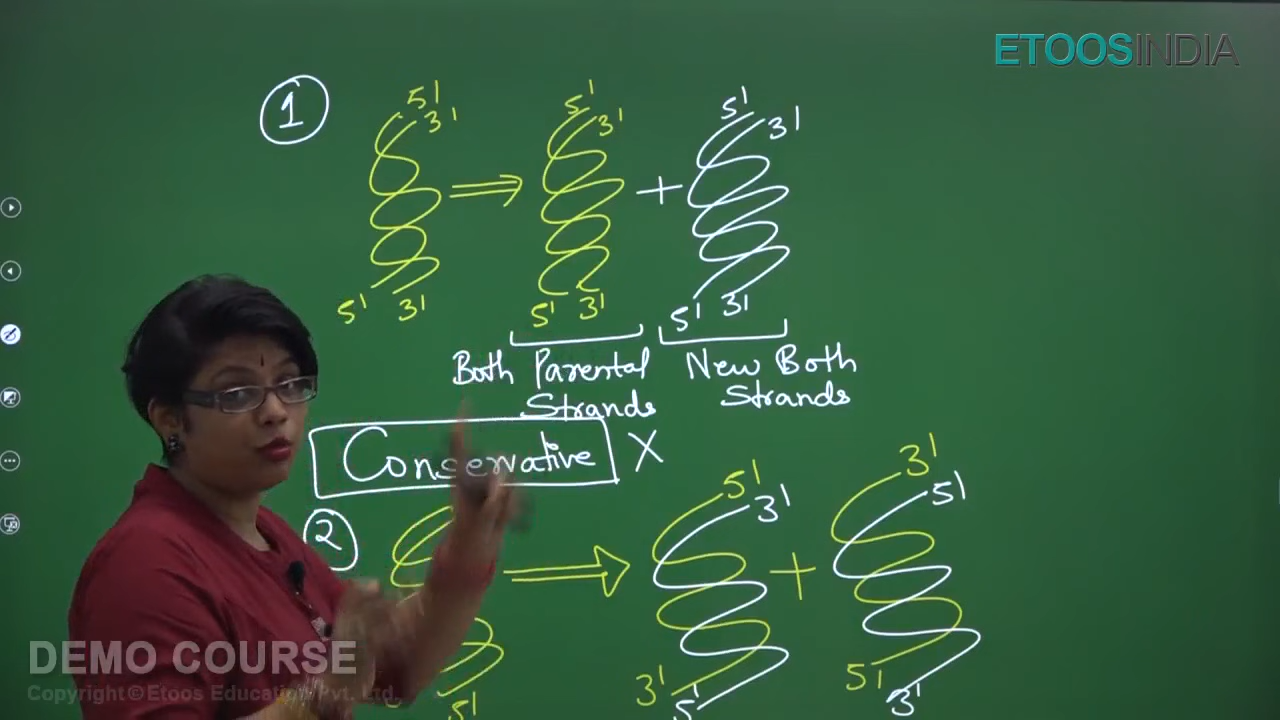 ETOOSINDIA
1
5' 5' 5'
3' 3' 3'
⇒ +
5' 3' 5' 3' 5' 3'
Both Parental Strands
New Both Strands
Conservative X
2
5' 3' 3' 5'
⇒ +
5' 3' 5' 5' 3'
DEMO COURSE
Copyright©Etoos Education Pvt. Ltd.